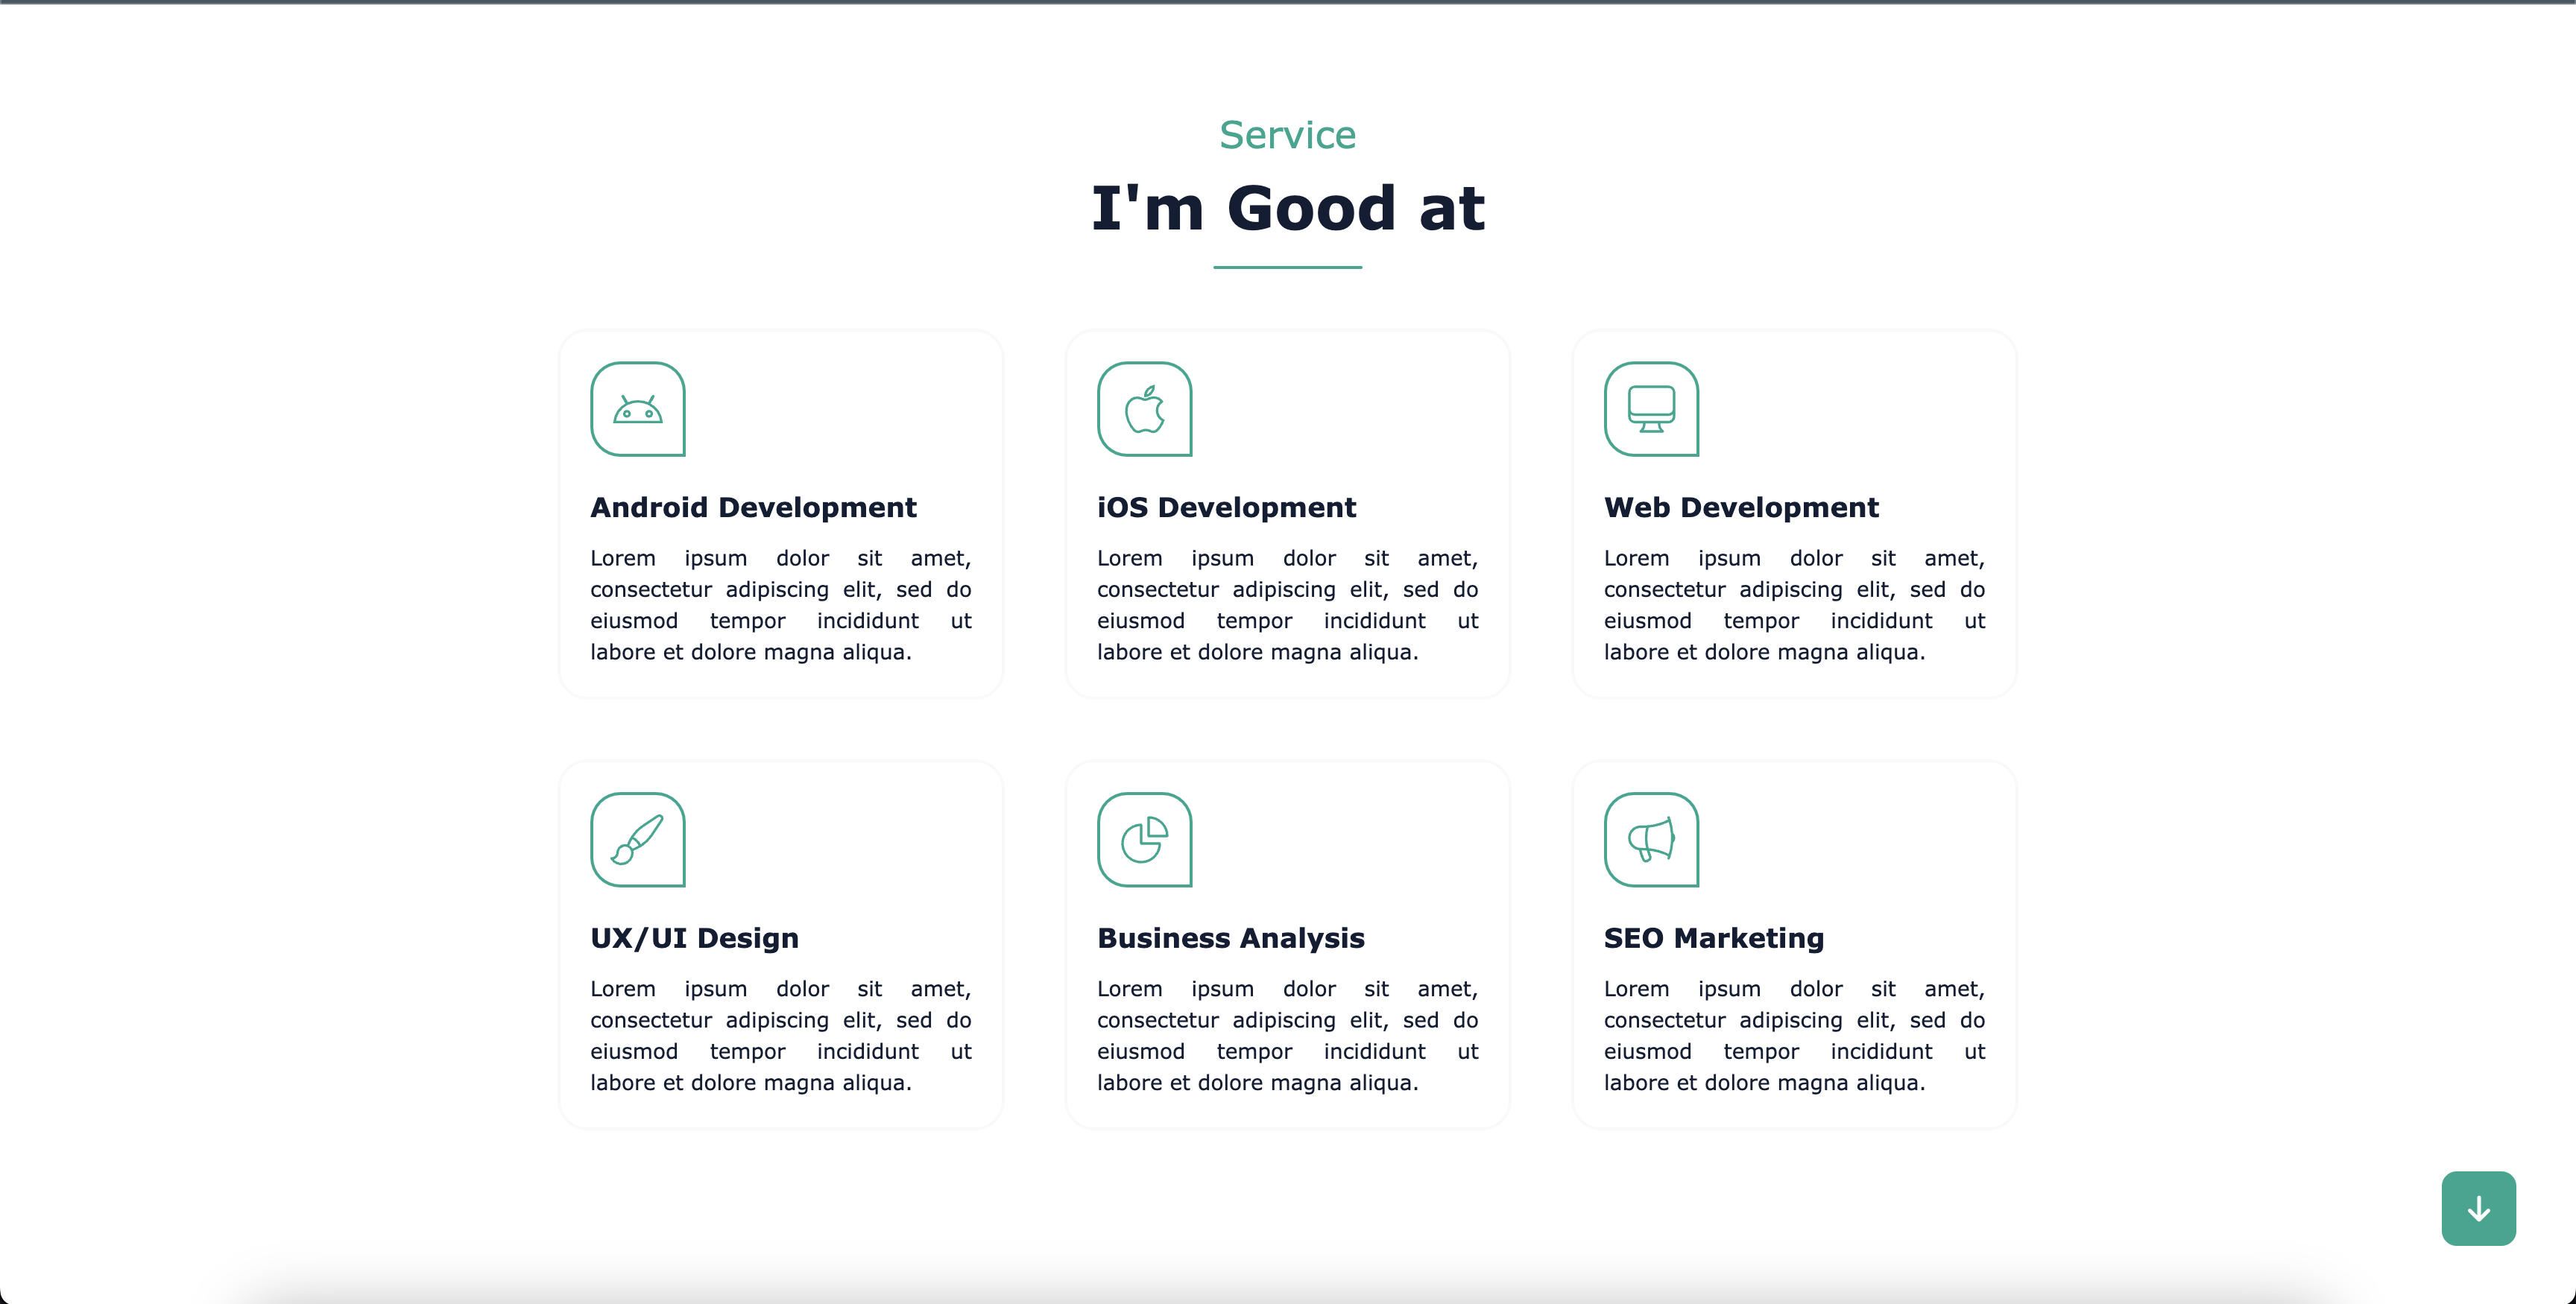 Service
I'm Good at
Android Development
Lorem ipsum dolor sit amet,
consectetur adipiscing elit, sed do
eiusmod tempor incididunt ut
labore et dolore magna aliqua.
iOS Development
Lorem ipsum dolor sit amet,
consectetur adipiscing elit, sed do
eiusmod tempor incididunt ut
labore et dolore magna aliqua.
Web Development
Lorem ipsum dolor sit amet,
consectetur adipiscing elit, sed do
eiusmod tempor incididunt ut
labore et dolore magna aliqua.
UX/UI Design
Lorem ipsum dolor sit amet,
consectetur adipiscing elit, sed do
eiusmod tempor incididunt ut
labore et dolore magna aliqua.
Business Analysis
Lorem ipsum dolor sit amet,
consectetur adipiscing elit, sed do
eiusmod tempor incididunt ut
labore et dolore magna aliqua.
SEO Marketing
Lorem ipsum dolor sit amet,
consectetur adipiscing elit, sed do
eiusmod tempor incididunt ut
labore et dolore magna aliqua.